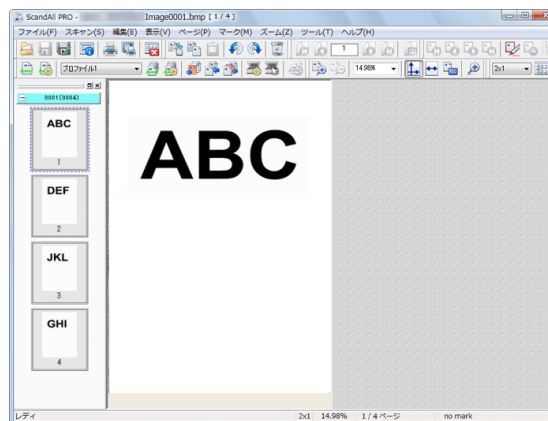 ScandAll PRO - Image0001.bmp [ 1 / 4 ]
ファイル(F) スキャン(S) 編集(E) 表示(V) ページ(P) マーク(M) ズーム(Z) ツール(T) ヘルプ(H)
1
プロファイル1 14.98% 2x1
0001(0004)
ABC
1
DEF
2
JKL
3
GHI
4
ABC
レディ 2x1 14.98% 1 / 4 ページ no mark